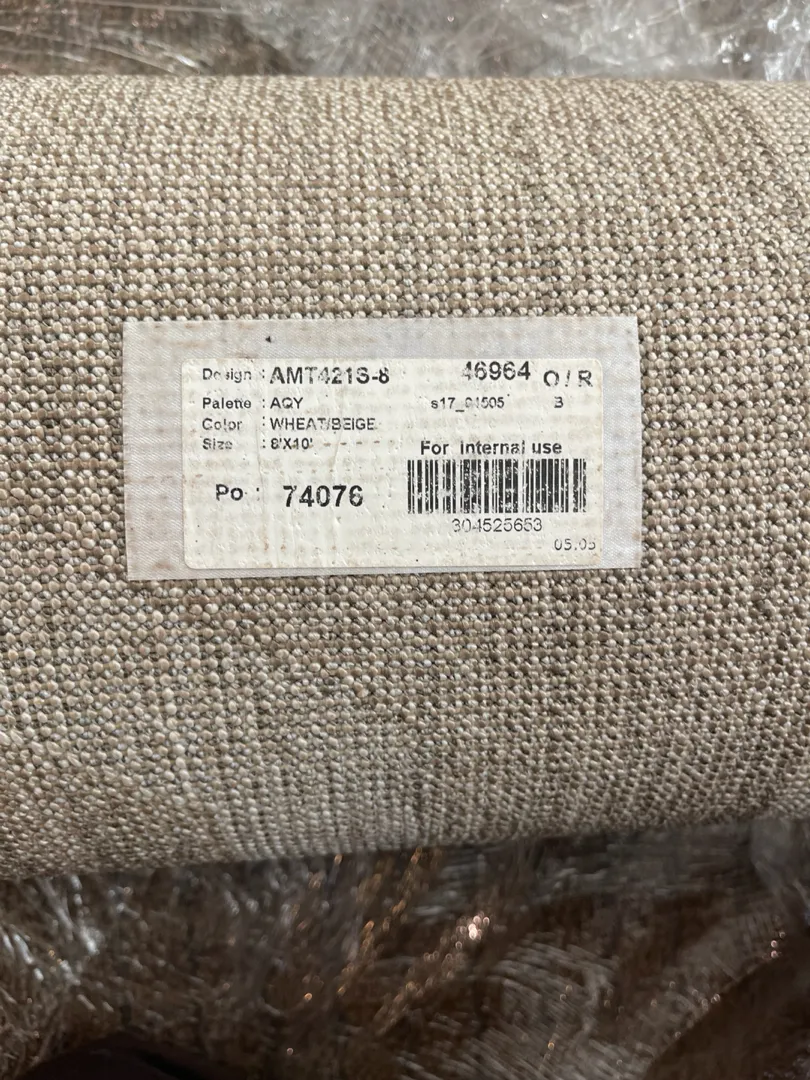 Design : AMT421S-8 46964 O/R
Palette : AQY s17_01505 B
Color : WHEAT/BEIGE
Size : 8'X10'
For internal use
Po : 74076
304525653
05.05